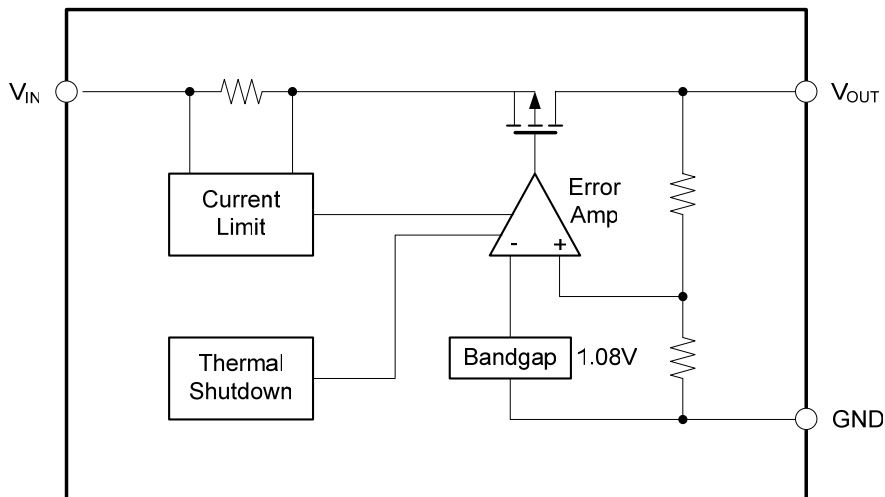 VIN
VOUT
Current
Limit
Error
Amp
- +
Thermal
Shutdown
Bandgap 1.08V
GND